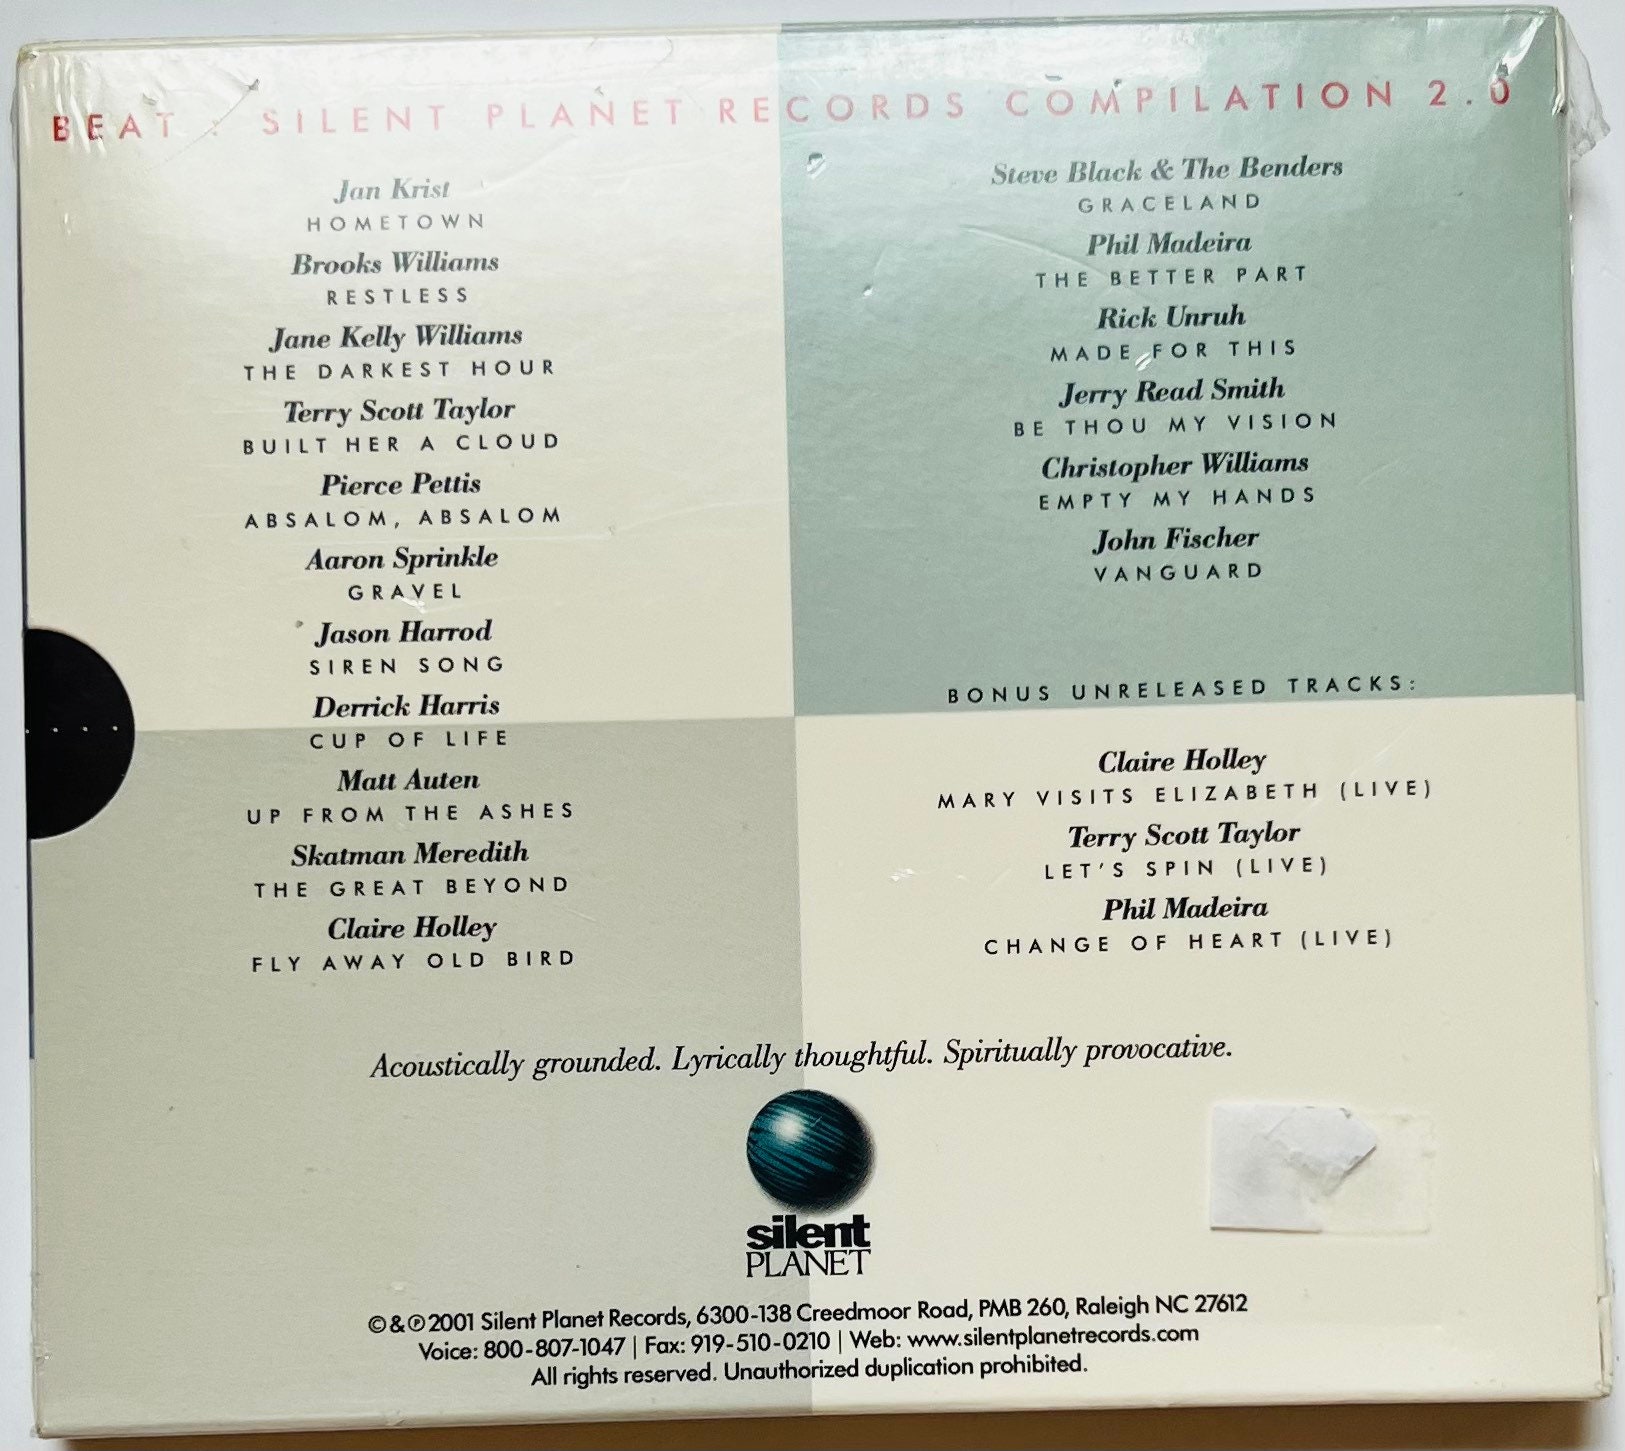 BEAT : SILENT PLANET RECORDS COMPILATION 2.0
Jan Krist
HOMETOWN
Brooks Williams
RESTLESS
Jane Kelly Williams
THE DARKEST HOUR
Terry Scott Taylor
BUILT HER A CLOUD
Pierce Pettis
ABSALOM, ABSALOM
Aaron Sprinkle
GRAVEL
Jason Harrod
SIREN SONG
Derrick Harris
CUP OF LIFE
Matt Auten
UP FROM THE ASHES
Skatman Meredith
THE GREAT BEYOND
Claire Holley
FLY AWAY OLD BIRD
Steve Black & The Benders
GRACELAND
Phil Madeira
THE BETTER PART
Rick Unruh
MADE FOR THIS
Jerry Read Smith
BE THOU MY VISION
Christopher Williams
EMPTY MY HANDS
John Fischer
VANGUARD
BONUS UNRELEASED TRACKS:
Claire Holley
MARY VISITS ELIZABETH (LIVE)
Terry Scott Taylor
LET'S SPIN (LIVE)
Phil Madeira
CHANGE OF HEART (LIVE)
Acoustically grounded. Lyrically thoughtful. Spiritually provocative.
silent
PLANET
©&℗2001 Silent Planet Records, 6300-138 Creedmoor Road, PMB 260, Raleigh NC 27612
Voice: 800-807-1047 | Fax: 919-510-0210 | Web: www.silentplanetrecords.com
All rights reserved. Unauthorized duplication prohibited.